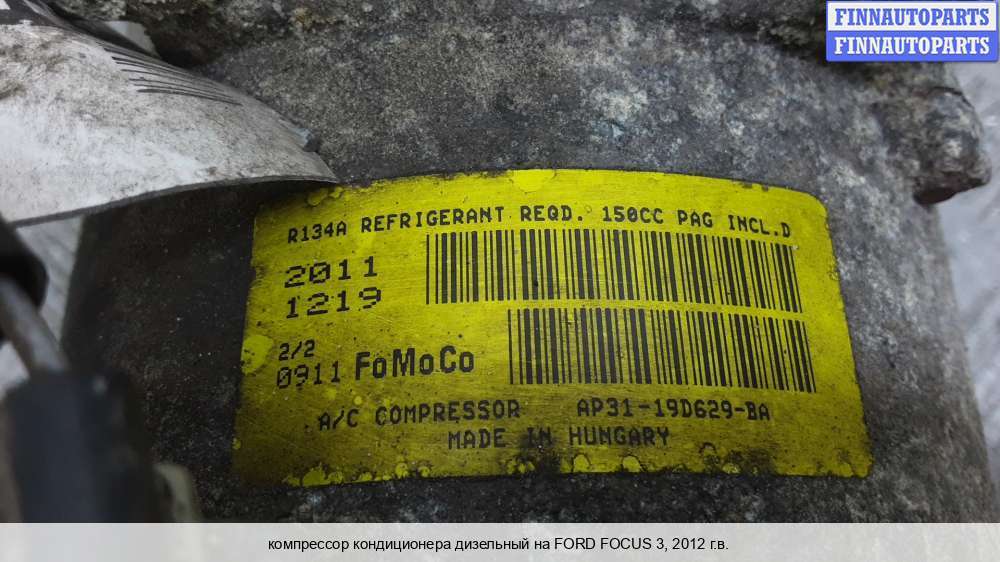 FINNAUTOPARTS
FINNAUTOPARTS
R134A REFRIGERANT REQD. 150CC PAG INCL.D
2011
1219
2/2
0911 FoMoCo
A/C COMPRESSOR AP31-19D629-BA
MADE IN HUNGARY
компрессор кондиционера дизельный на FORD FOCUS 3, 2012 г.в.